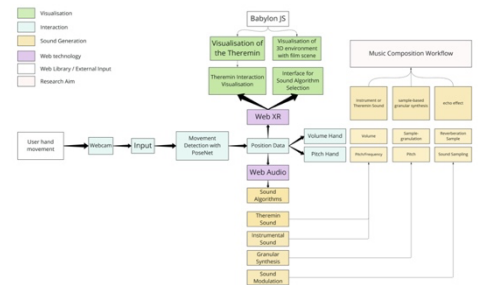 Visualisation
Interaction
Sound Generation
Web technology
Web Library / External Input
Research Aim
Babylon JS
Visualisation of
the Theremin
Visualisation of
3D environment
with film scene
Theremin Interaction
Visualisation
Interface for
Sound Algorithm
Selection
Music Composition Workflow
Instrument or
Theremin Sound
sample-based
granular synthesis
echo effect
Web XR
User hand
movement
Webcam
Input
Movement
Detection with
PoseNet
Position Data
Volume Hand
Pitch Hand
Volume
Sample
granulation
Reverberation
Sample
Pitch/Frequency
Pitch
Sound Sampling
Web Audio
Sound
Algorithms
Theremin
Sound
Instrumental
Sound
Granular
Synthesis
Sound
Modulation